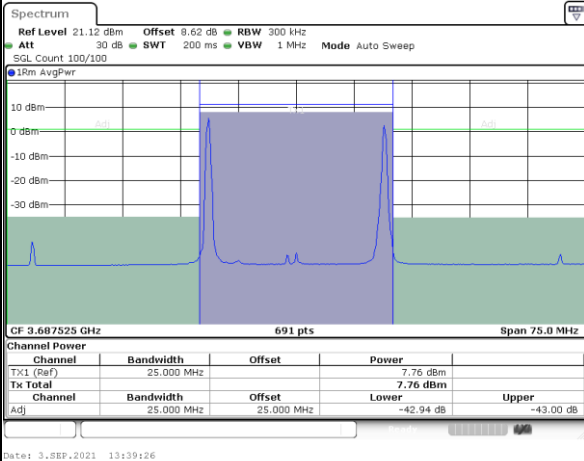 Spectrum
Ref Level 21.12 dBm Offset 8.62 dB RBW 300 kHz
Att 30 dB SWT 200 ms VBW 1 MHz Mode Auto Sweep
SGL Count 100/100
1Rm AvgPwr
10 dBm
Adj Adj
0 dBm
-10 dBm
-20 dBm
-30 dBm
CF 3.687525 GHz 691 pts Span 75.0 MHz
Channel Power
Channel Bandwidth Offset Power
TX1 (Ref) 25.000 MHz 7.76 dBm
Tx Total 7.76 dBm
Channel Bandwidth Offset Lower Upper
Adj 25.000 MHz 25.000 MHz -42.94 dB -43.00 dB
Date: 3.SEP.2021 13:39:26